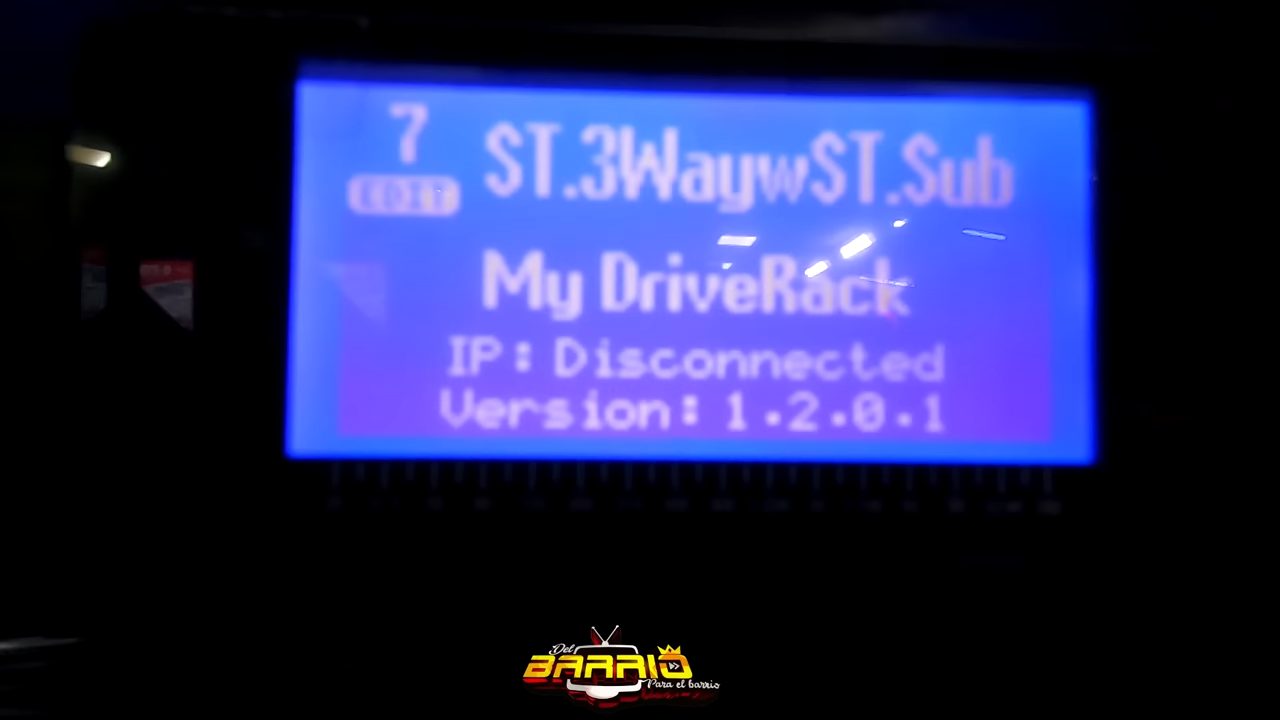 7
EDIT
ST.3WaywST.Sub
My DriveRack
IP: Disconnected
Version: 1.2.0.1
Del
BARRIO
Para el barrio